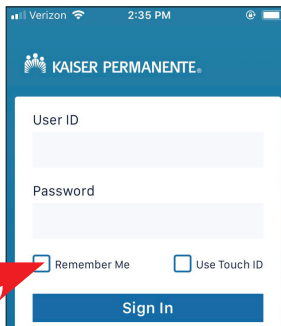 Verizon 2:35 PM
KAISER PERMANENTE®
User ID
Password
Remember Me Use Touch ID
Sign In